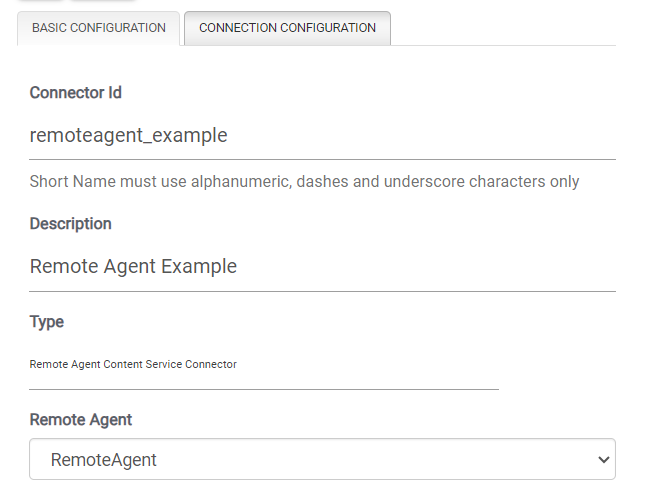 BASIC CONFIGURATION
CONNECTION CONFIGURATION
Connector Id
remoteagent_example
Short Name must use alphanumeric, dashes and underscore characters only
Description
Remote Agent Example
Type
Remote Agent Content Service Connector
Remote Agent
RemoteAgent